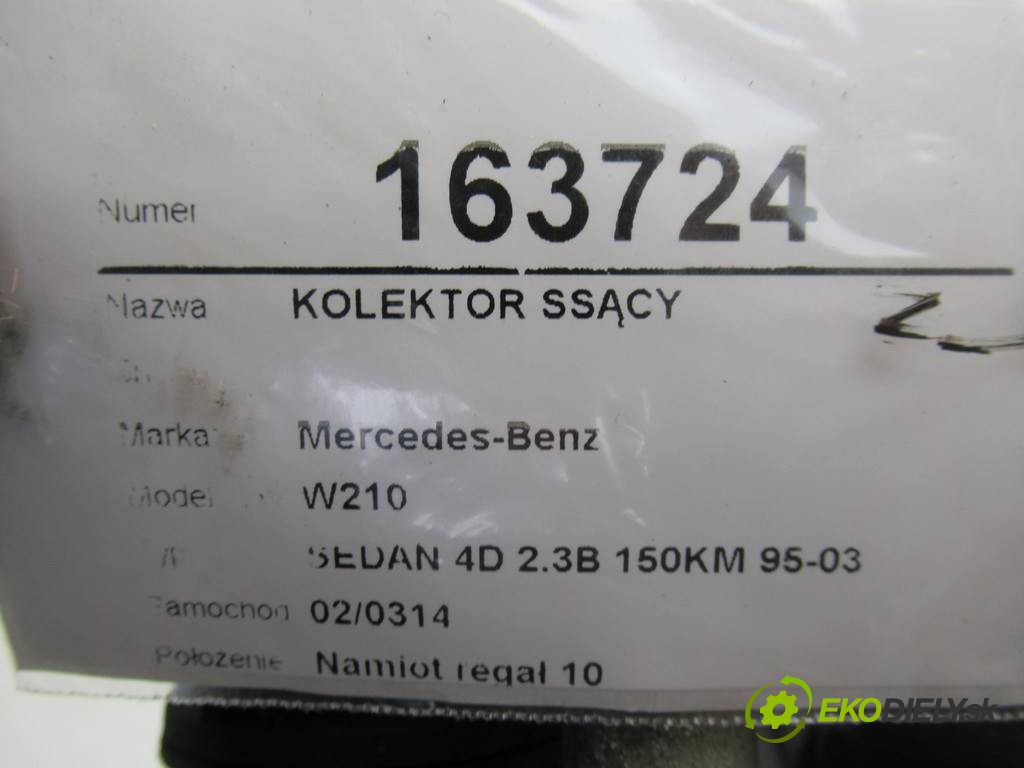 Numer 163724
Nazwa KOLEKTOR SSĄCY
Marka Mercedes-Benz
Model W210
SEDAN 4D 2.3B 150KM 95-03
Samochod 02/0314
Położenie Namiot regał 10
EKODIELY.sk